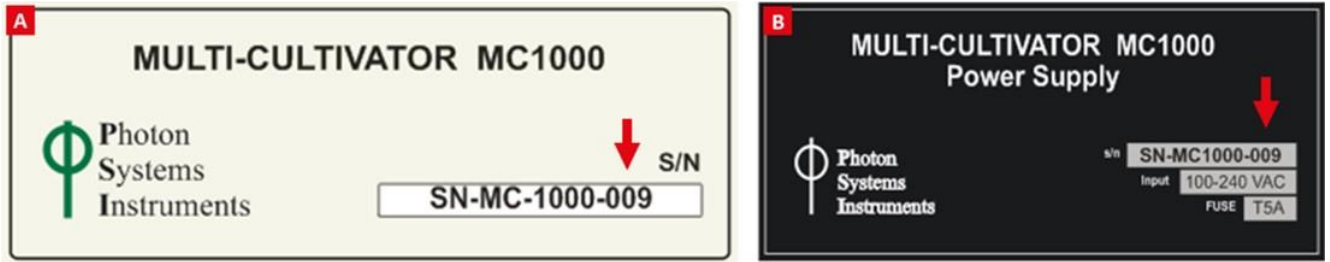 A
MULTI-CULTIVATOR MC1000
Photon
Systems
Instruments
S/N
SN-MC-1000-009
B
MULTI-CULTIVATOR MC1000
Power Supply
Photon
Systems
Instruments
s/n SN-MC1000-009
Input 100-240 VAC
FUSE T5A